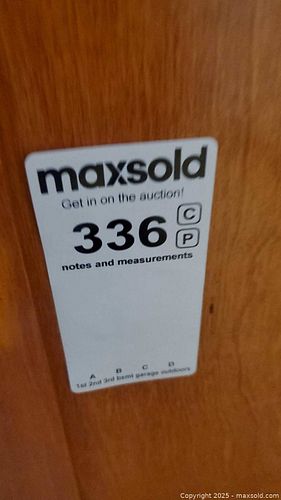 maxsold
Get in on the auction!
336 C
P
notes and measurements
A B C D
1st 2nd 3rd bsmt garage outdoors
Copyright © 2025 - maxsold.com